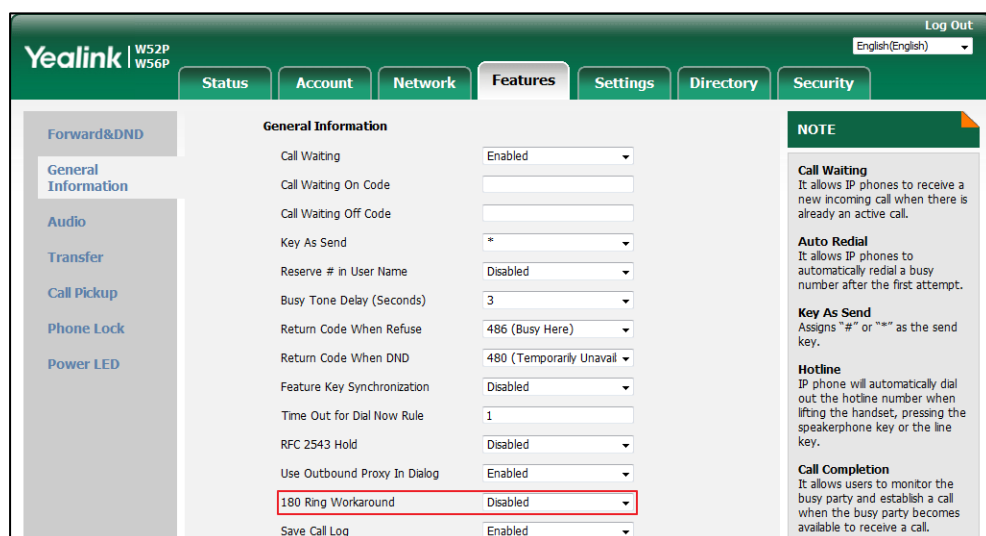 Log Out
Yealink W52P W56P
English(English)
Status Account Network Features Settings Directory Security
Forward&DND
General
Information
Audio
Transfer
Call Pickup
Phone Lock
Power LED
General Information
Call Waiting Enabled
Call Waiting On Code
Call Waiting Off Code
Key As Send *
Reserve # in User Name Disabled
Busy Tone Delay (Seconds) 3
Return Code When Refuse 486 (Busy Here)
Return Code When DND 480 (Temporarily Unavail
Feature Key Synchronization Disabled
Time Out for Dial Now Rule 1
RFC 2543 Hold Disabled
Use Outbound Proxy In Dialog Enabled
180 Ring Workaround Disabled
Save Call Log Enabled
NOTE
Call Waiting
It allows IP phones to receive a
new incoming call when there is
already an active call.
Auto Redial
It allows IP phones to
automatically redial a busy
number after the first attempt.
Key As Send
Assigns "#" or "*" as the send
key.
Hotline
IP phone will automatically dial
out the hotline number when
lifting the handset, pressing the
speakerphone key or the line
key.
Call Completion
It allows users to monitor the
busy party and establish a call
when the busy party becomes
available to receive a call.